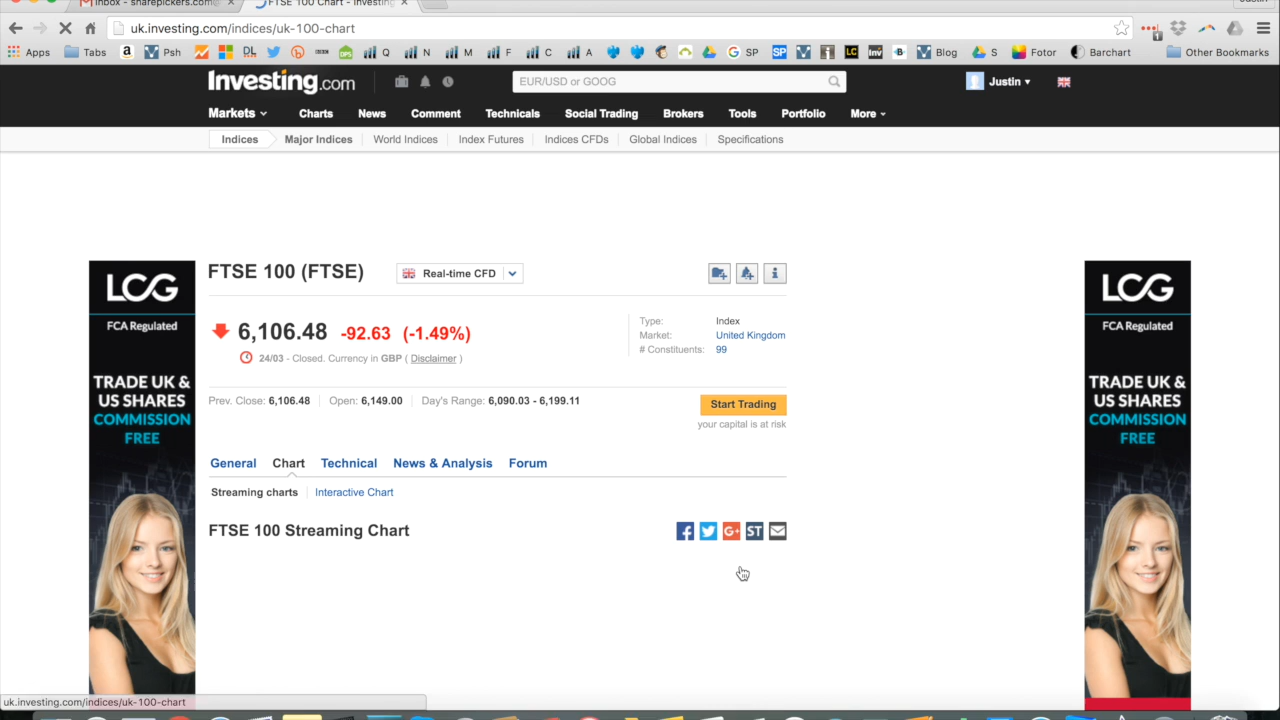 Inbox - sharepickers.com@
FTSE 100 Chart - Investin
Justin
uk.investing.com/indices/uk-100-chart
Apps Tabs Psh DL Q N M F C A SP SP LC Inv B Blog S Fotor Barchart Other Bookmarks
Investing.com
EUR/USD or GOOG
Justin
Markets Charts News Comment Technicals Social Trading Brokers Tools Portfolio More
Indices Major Indices World Indices Index Futures Indices CFDs Global Indices Specifications
LCG
FCA Regulated
TRADE UK &
US SHARES
COMMISSION
FREE
FTSE 100 (FTSE)
Real-time CFD
6,106.48 -92.63 (-1.49%)
24/03 - Closed. Currency in GBP ( Disclaimer )
Type: Index
Market: United Kingdom
# Constituents: 99
Prev. Close: 6,106.48 Open: 6,149.00 Day's Range: 6,090.03 - 6,199.11
Start Trading
your capital is at risk
General Chart Technical News & Analysis Forum
Streaming charts Interactive Chart
FTSE 100 Streaming Chart
G+ ST
LCG
FCA Regulated
TRADE UK &
US SHARES
COMMISSION
FREE
uk.investing.com/indices/uk-100-chart